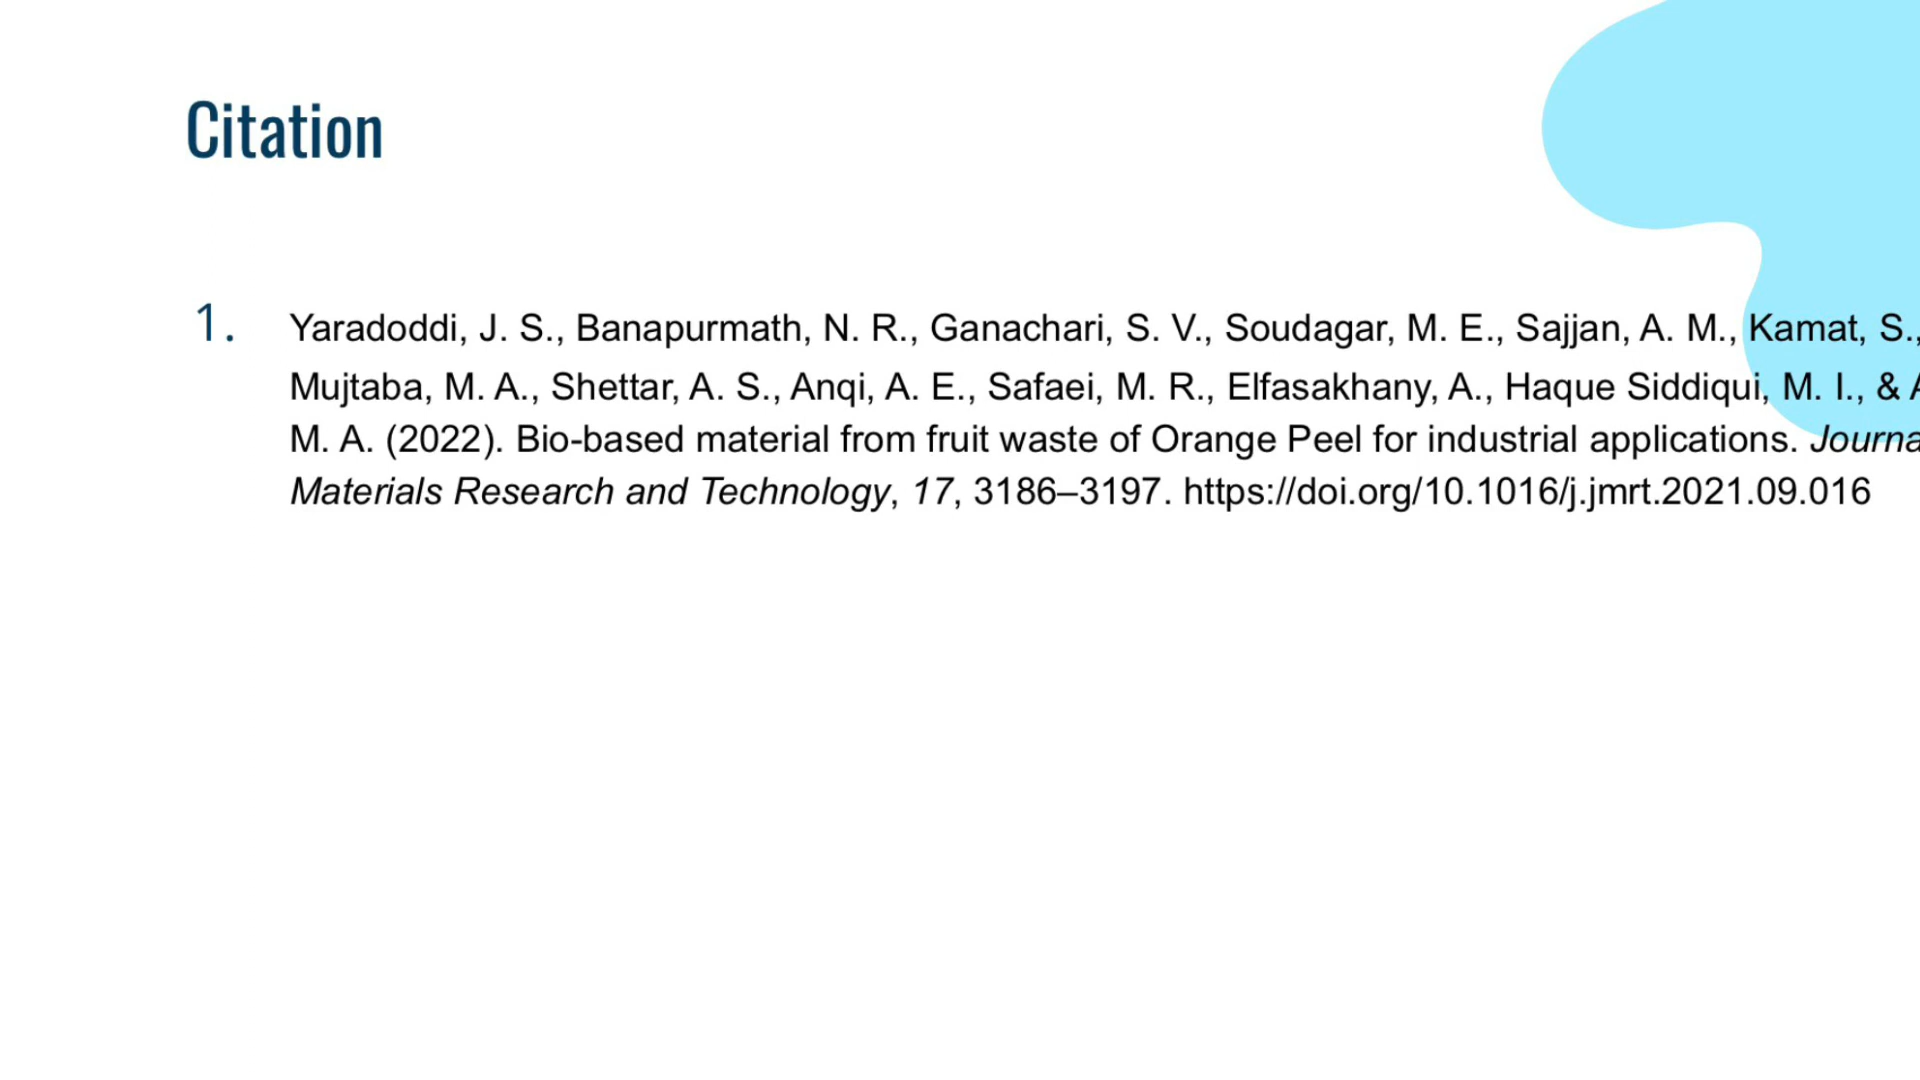 Citation
1. Yaradoddi, J. S., Banapurmath, N. R., Ganachari, S. V., Soudagar, M. E., Sajjan, A. M., Kamat, S.,
Mujtaba, M. A., Shettar, A. S., Anqi, A. E., Safaei, M. R., Elfasakhany, A., Haque Siddiqui, M. I., &
M. A. (2022). Bio-based material from fruit waste of Orange Peel for industrial applications.
Materials Research and Technology, 17, 3186–3197. https://doi.org/10.1016/j.jmrt.2021.09.016